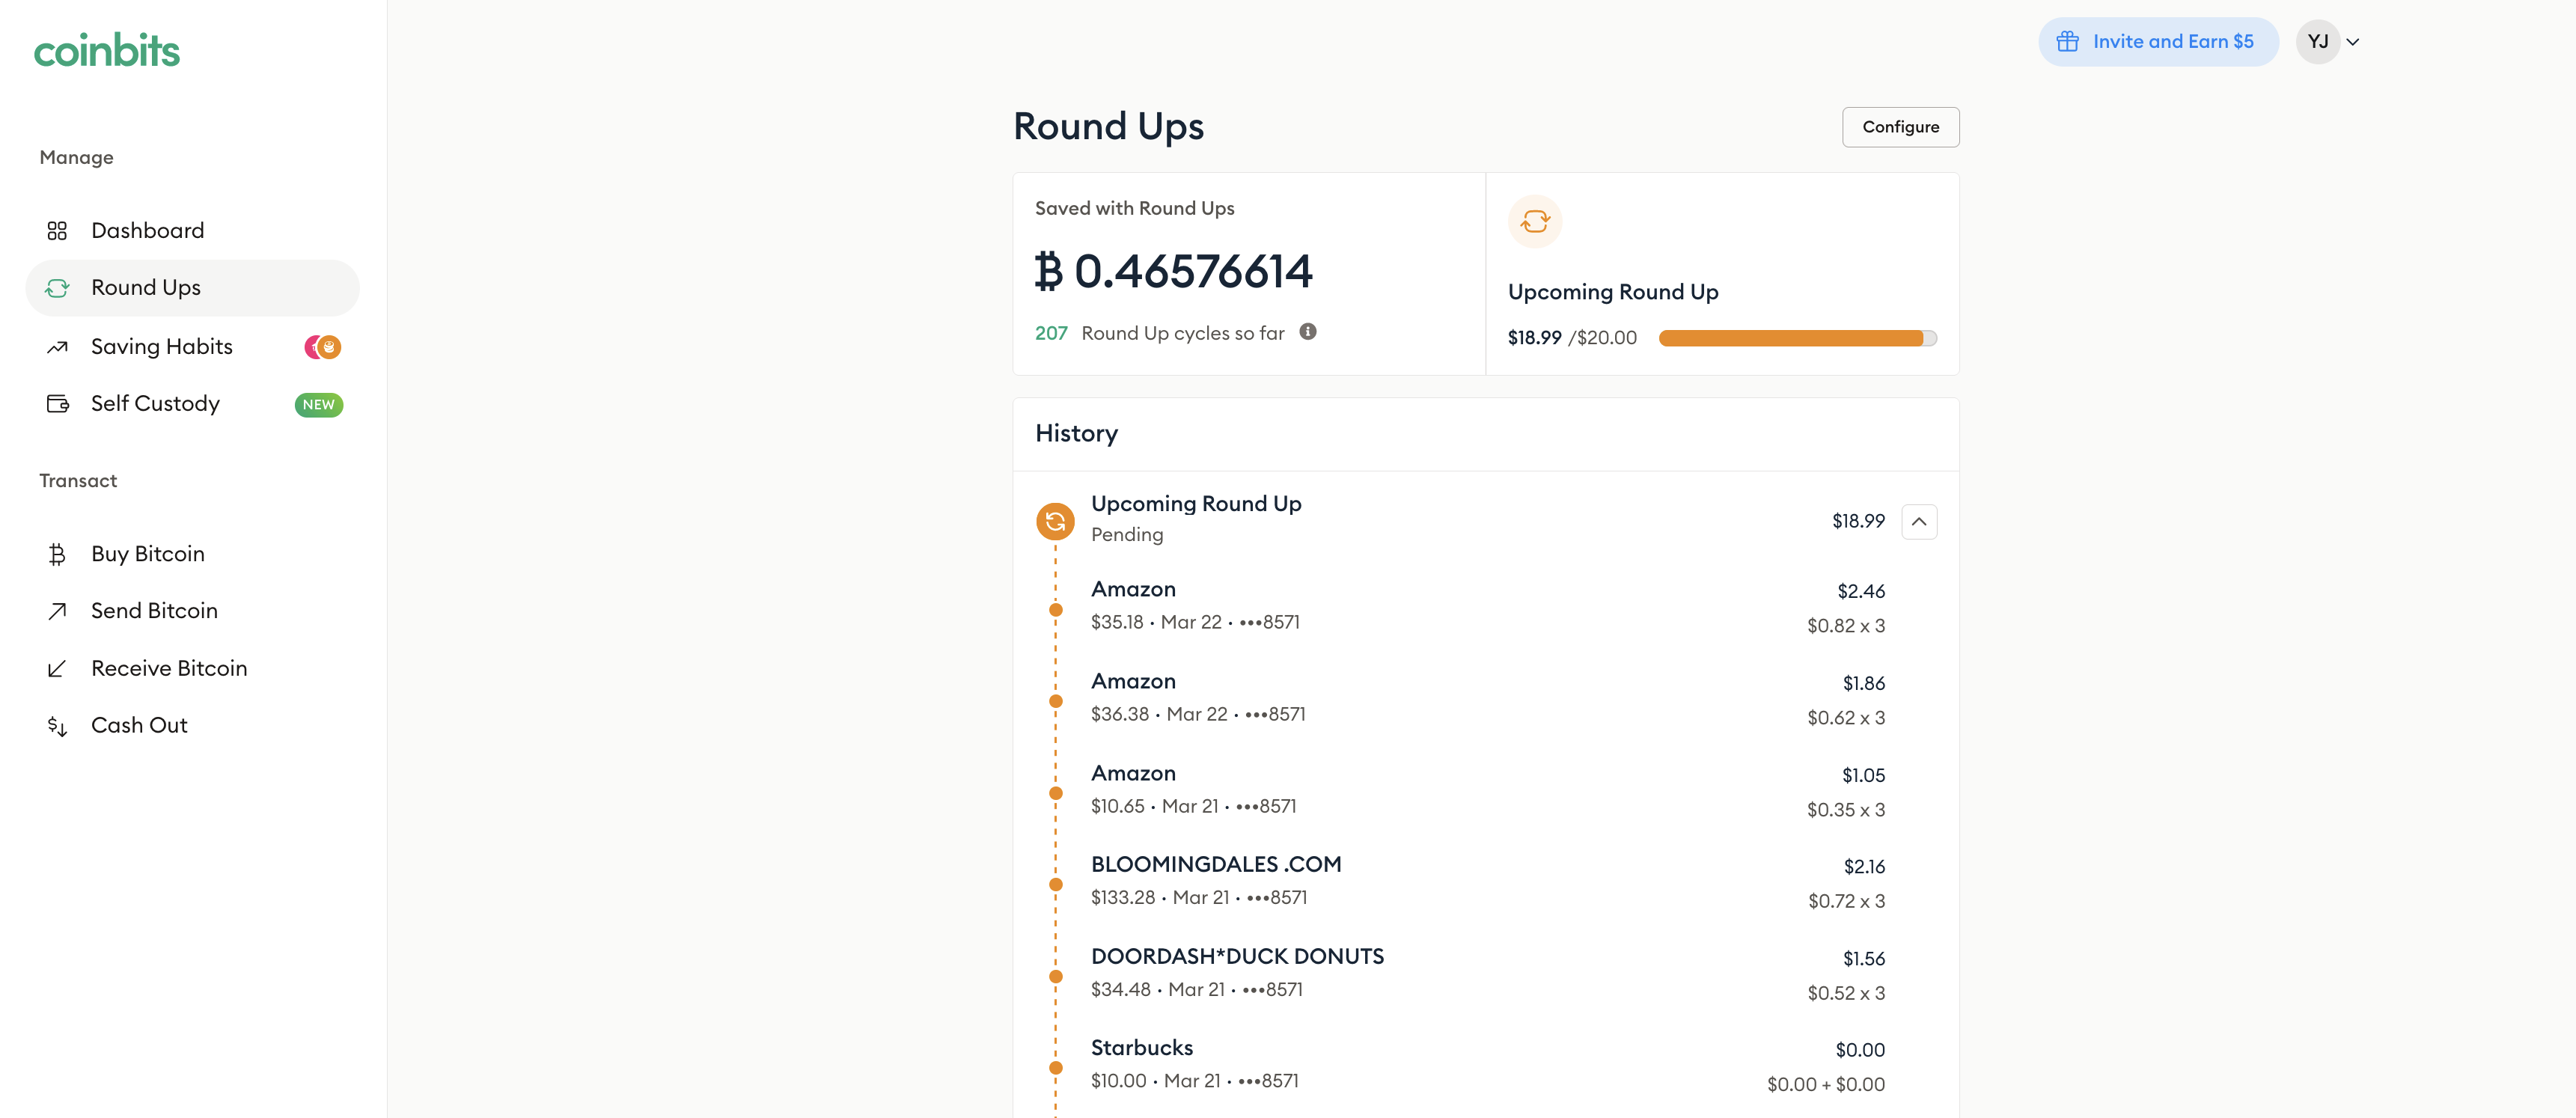 coinbits
Invite and Earn $5
YJ
Manage
Dashboard
Round Ups
Saving Habits
Self Custody
NEW
Transact
Buy Bitcoin
Send Bitcoin
Receive Bitcoin
Cash Out
Round Ups
Configure
Saved with Round Ups
₿ 0.46576614
207 Round Up cycles so far
Upcoming Round Up
$18.99 /$20.00
History
Upcoming Round Up
Pending
$18.99
Amazon
$2.46
$35.18 • Mar 22 • •••8571
$0.82 x 3
Amazon
$1.86
$36.38 • Mar 22 • •••8571
$0.62 x 3
Amazon
$1.05
$10.65 • Mar 21 • •••8571
$0.35 x 3
BLOOMINGDALES .COM
$2.16
$133.28 • Mar 21 • •••8571
$0.72 x 3
DOORDASH*DUCK DONUTS
$1.56
$34.48 • Mar 21 • •••8571
$0.52 x 3
Starbucks
$0.00
$10.00 • Mar 21 • •••8571
$0.00 + $0.00